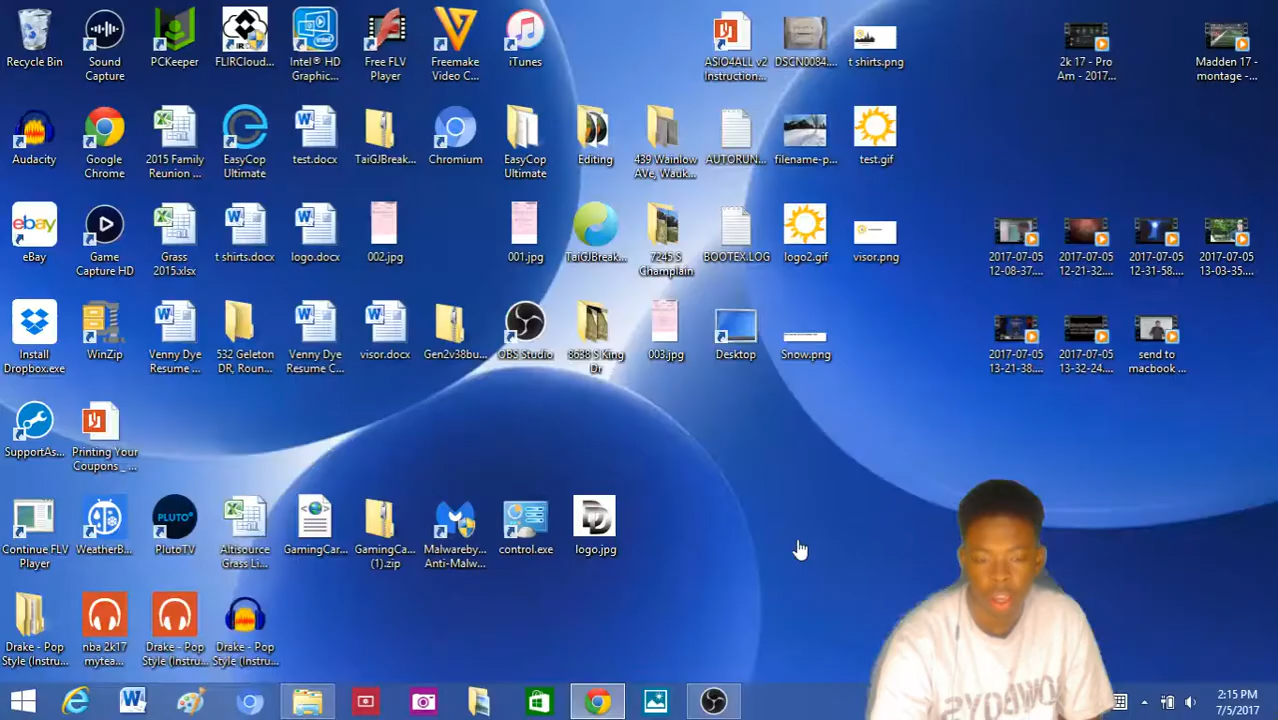 Recycle Bin
Sound Capture
PCKeeper
FLIRCloud...
Intel® HD Graphic...
Free FLV Player
Freemake Video C...
iTunes
ASIO4ALL v2 Instruction...
DSCN0084....
t shirts.png
2k 17 - Pro Am - 2017...
Madden 17 - montage -...
Audacity
Google Chrome
2015 Family Reunion ...
EasyCop Ultimate
test.docx
TaiGJBreak...
Chromium
EasyCop Ultimate
Editing
439 Wainlow AVe, Wauk...
AUTORUN...
filename-p...
test.gif
eBay
Game Capture HD
Grass 2015.xlsx
t shirts.docx
logo.docx
002.jpg
001.jpg
TaiGJBreak...
7245 S Champlain
BOOTEX.LOG
logo2.gif
visor.png
2017-07-05 12-08-37....
2017-07-05 12-21-32....
2017-07-05 12-31-58....
2017-07-05 13-03-35....
Install Dropbox.exe
WinZip
Venny Dye Resume ...
532 Geleton DR, Roun...
Venny Dye Resume C...
visor.docx
Gen2v38bu...
OBS Studio
8638 S King Dr
003.jpg
Desktop
Snow.png
2017-07-05 13-21-38....
2017-07-05 13-32-24....
send to macbook ...
SupportAs...
Printing Your Coupons _ ...
Continue FLV Player
WeatherB...
PlutoTV
Altisource Grass Li...
GamingCar...
GamingCa... (1).zip
Malwareby... Anti-Malw...
control.exe
logo.jpg
Drake - Pop Style (Instru...
nba 2k17 mytea...
Drake - Pop Style (Instru...
Drake - Pop Style (Instru...
2:15 PM
7/5/2017